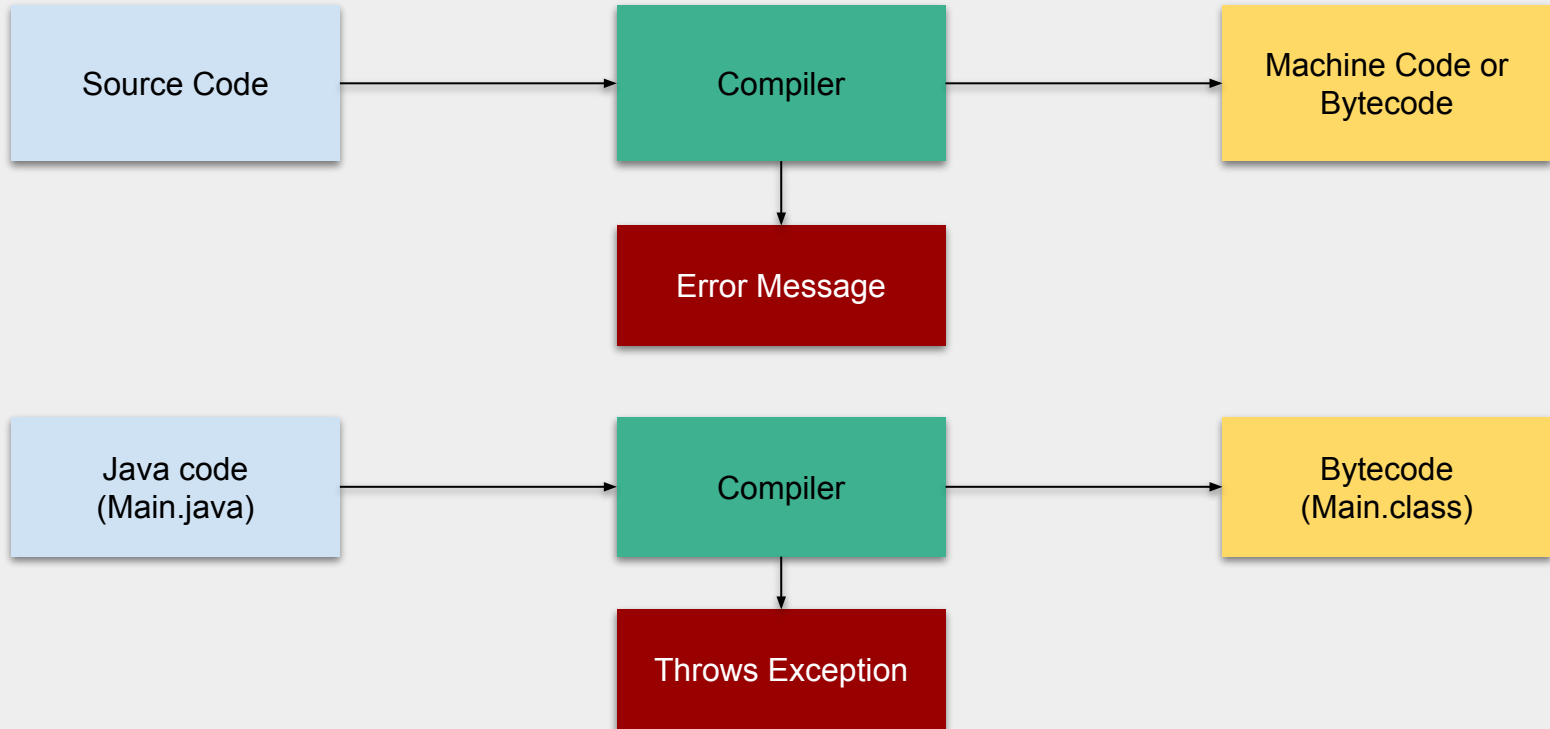 Source Code
Compiler
Machine Code or
Bytecode
Error Message
Java code
(Main.java)
Compiler
Bytecode
(Main.class)
Throws Exception